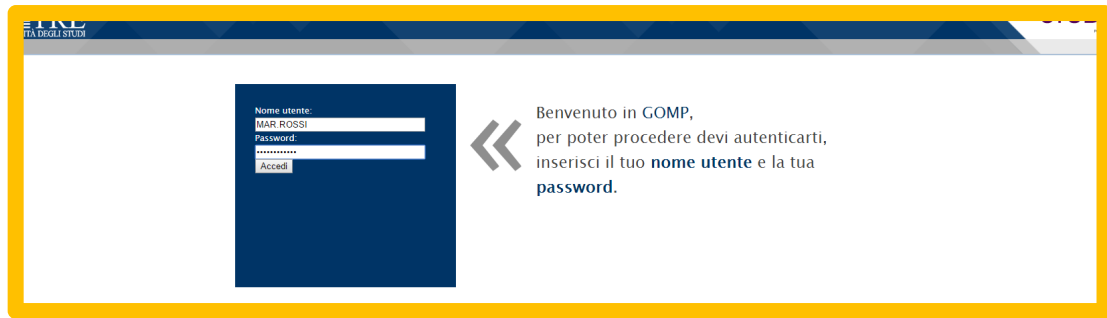 TÀ DEGLI STUDI
Nome utente:
MAR.ROSSI
Password:
••••••••••••
Accedi
Benvenuto in GOMP,
per poter procedere devi autenticarti,
inserisci il tuo nome utente e la tua
password.